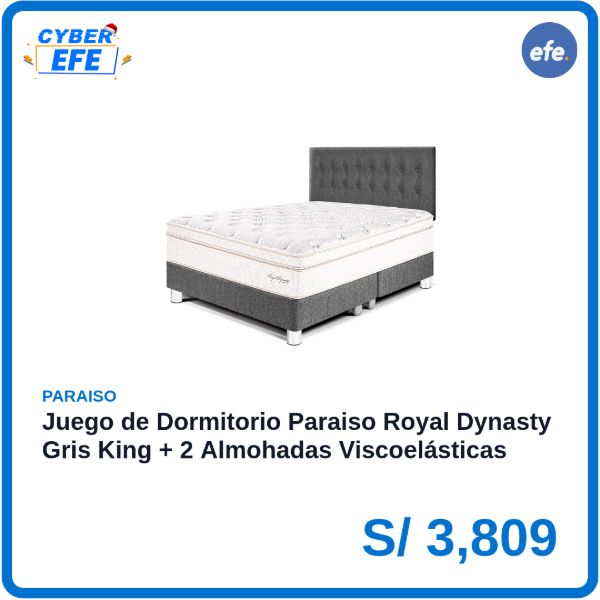 CYBER
EFE
efe.
PARAISO
Juego de Dormitorio Paraiso Royal Dynasty
Gris King + 2 Almohadas Viscoelásticas
S/ 3,809